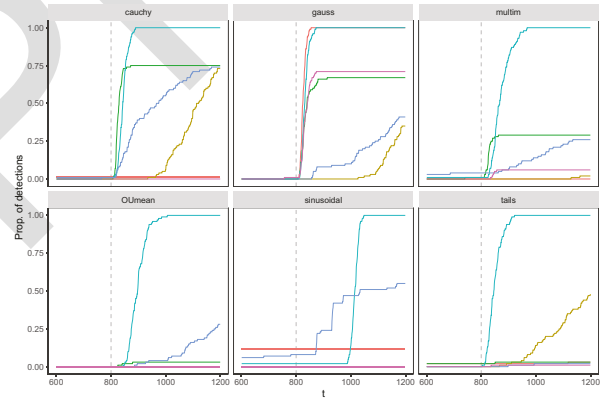 cauchy gauss multim
1.00
0.75
0.50
0.25
0.00
OUmean sinusoidal tails
1.00
0.75
0.50
0.25
0.00
600 800 1000 1200 600 800 1000 1200 600 800 1000 1200
t
Prop. of detections